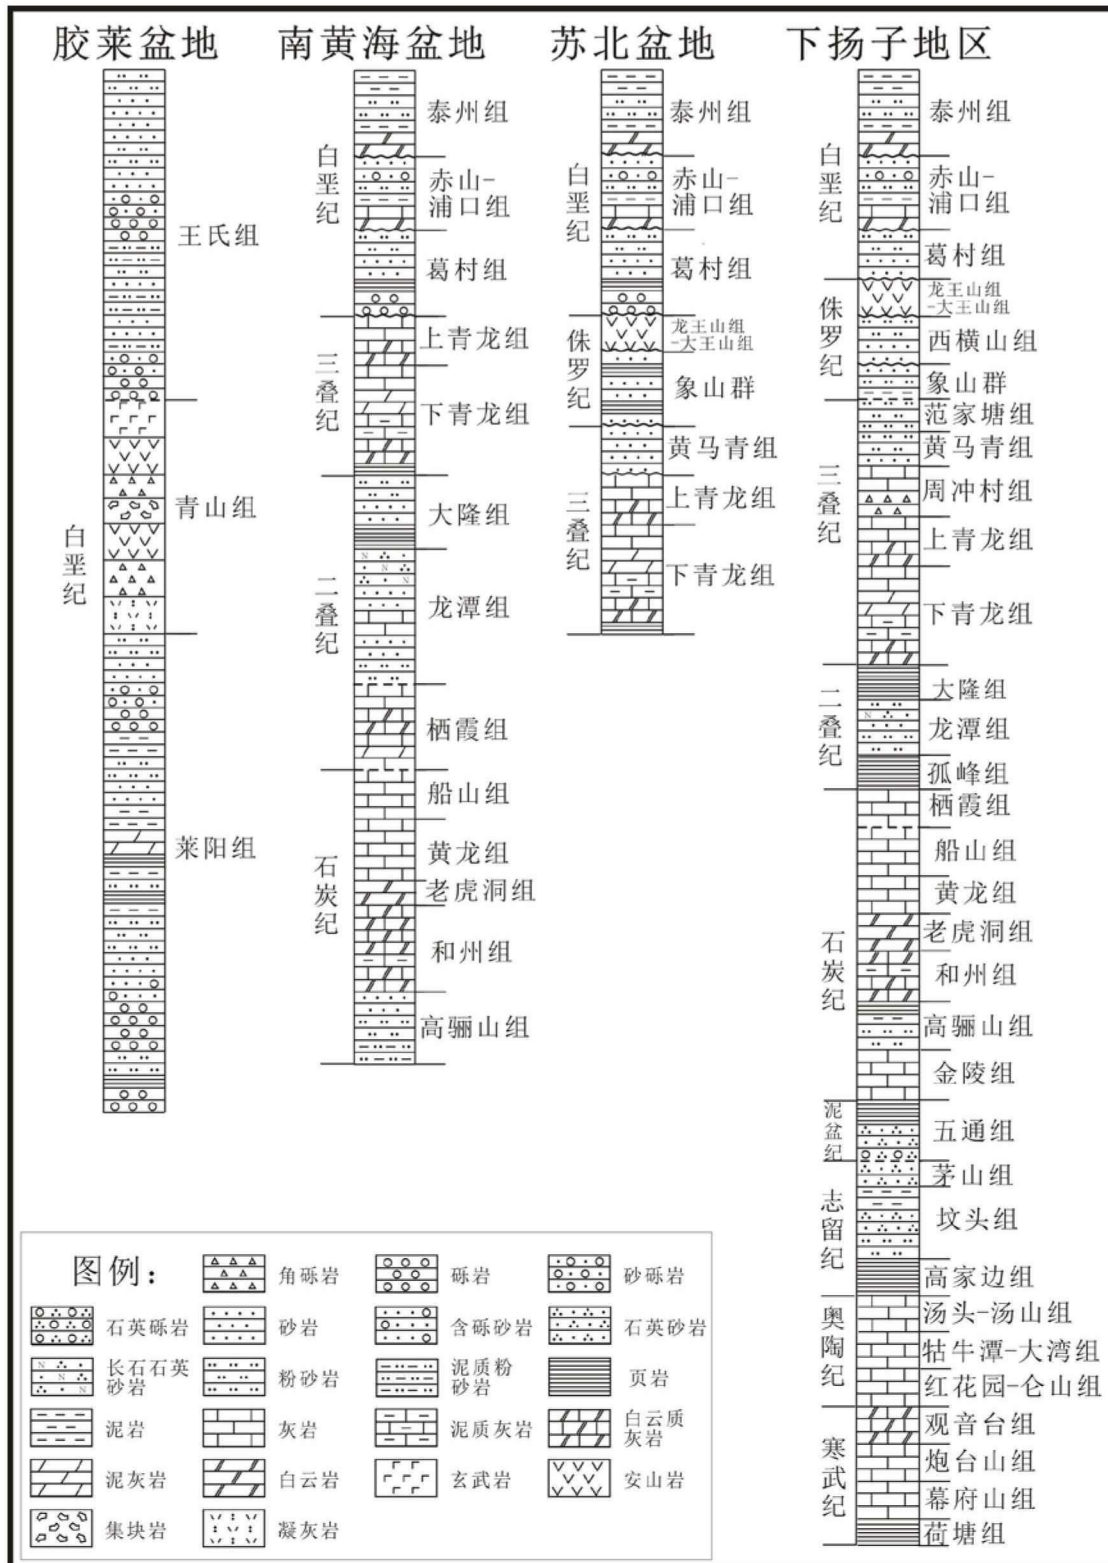 胶莱盆地
王氏组
青山组
白垩纪
莱阳组
南黄海盆地
白垩纪
泰州组
赤山-
浦口组
葛村组
三叠纪
上青龙组
下青龙组
二叠纪
大隆组
龙潭组
栖霞组
石炭纪
船山组
黄龙组
老虎洞组
和州组
高骊山组
苏北盆地
白垩纪
泰州组
赤山-
浦口组
葛村组
侏罗纪
龙王山组
-大王山组
象山群
三叠纪
黄马青组
上青龙组
下青龙组
下扬子地区
白垩纪
泰州组
赤山-
浦口组
葛村组
侏罗纪
龙王山组
-大王山组
西横山组
象山群
三叠纪
范家塘组
黄马青组
周冲村组
上青龙组
下青龙组
二叠纪
大隆组
龙潭组
孤峰组
石炭纪
栖霞组
船山组
黄龙组
老虎洞组
和州组
高骊山组
金陵组
泥盆纪
五通组
志留纪
茅山组
坟头组
高家边组
奥陶纪
汤头-汤山组
牯牛潭-大湾组
红花园-仑山组
寒武纪
观音台组
炮台山组
幕府山组
荷塘组
图例：
角砾岩
砾岩
砂砾岩
石英砾岩
砂岩
含砾砂岩
石英砂岩
长石石英
砂岩
粉砂岩
泥质粉
砂岩
页岩
泥岩
灰岩
泥质灰岩
白云质
灰岩
泥灰岩
白云岩
玄武岩
安山岩
集块岩
凝灰岩